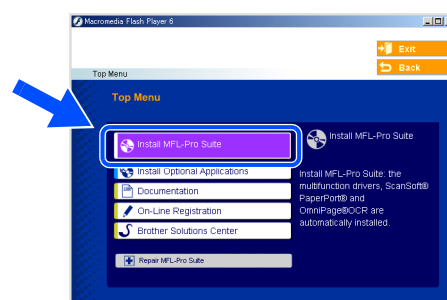 Macromedia Flash Player 6
Exit
Back
Top Menu
Top Menu
Install MFL-Pro Suite
Install Optional Applications
Documentation
On-Line Registration
Brother Solutions Center
Repair MFL-Pro Suite
Install MFL-Pro Suite
Install MFL-Pro Suite: the
multifunction drivers, ScanSoft®
PaperPort® and
OmniPage®OCR are
automatically installed.